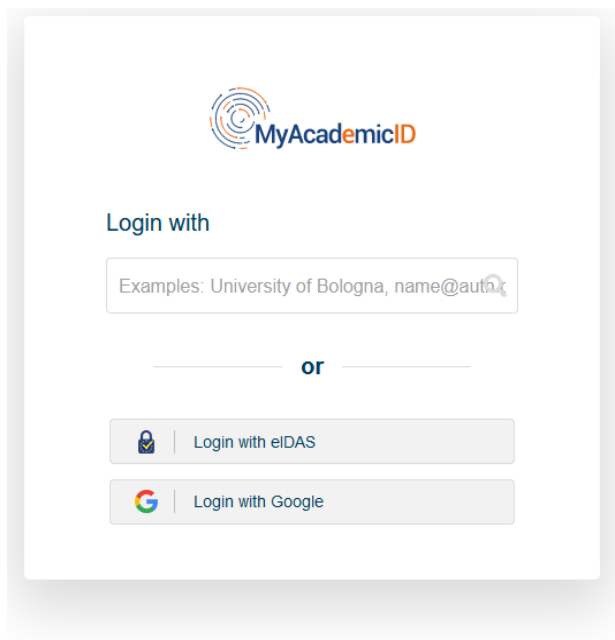 MyAcademicID
Login with
Examples: University of Bologna, name@auth.
or
Login with eIDAS
Login with Google